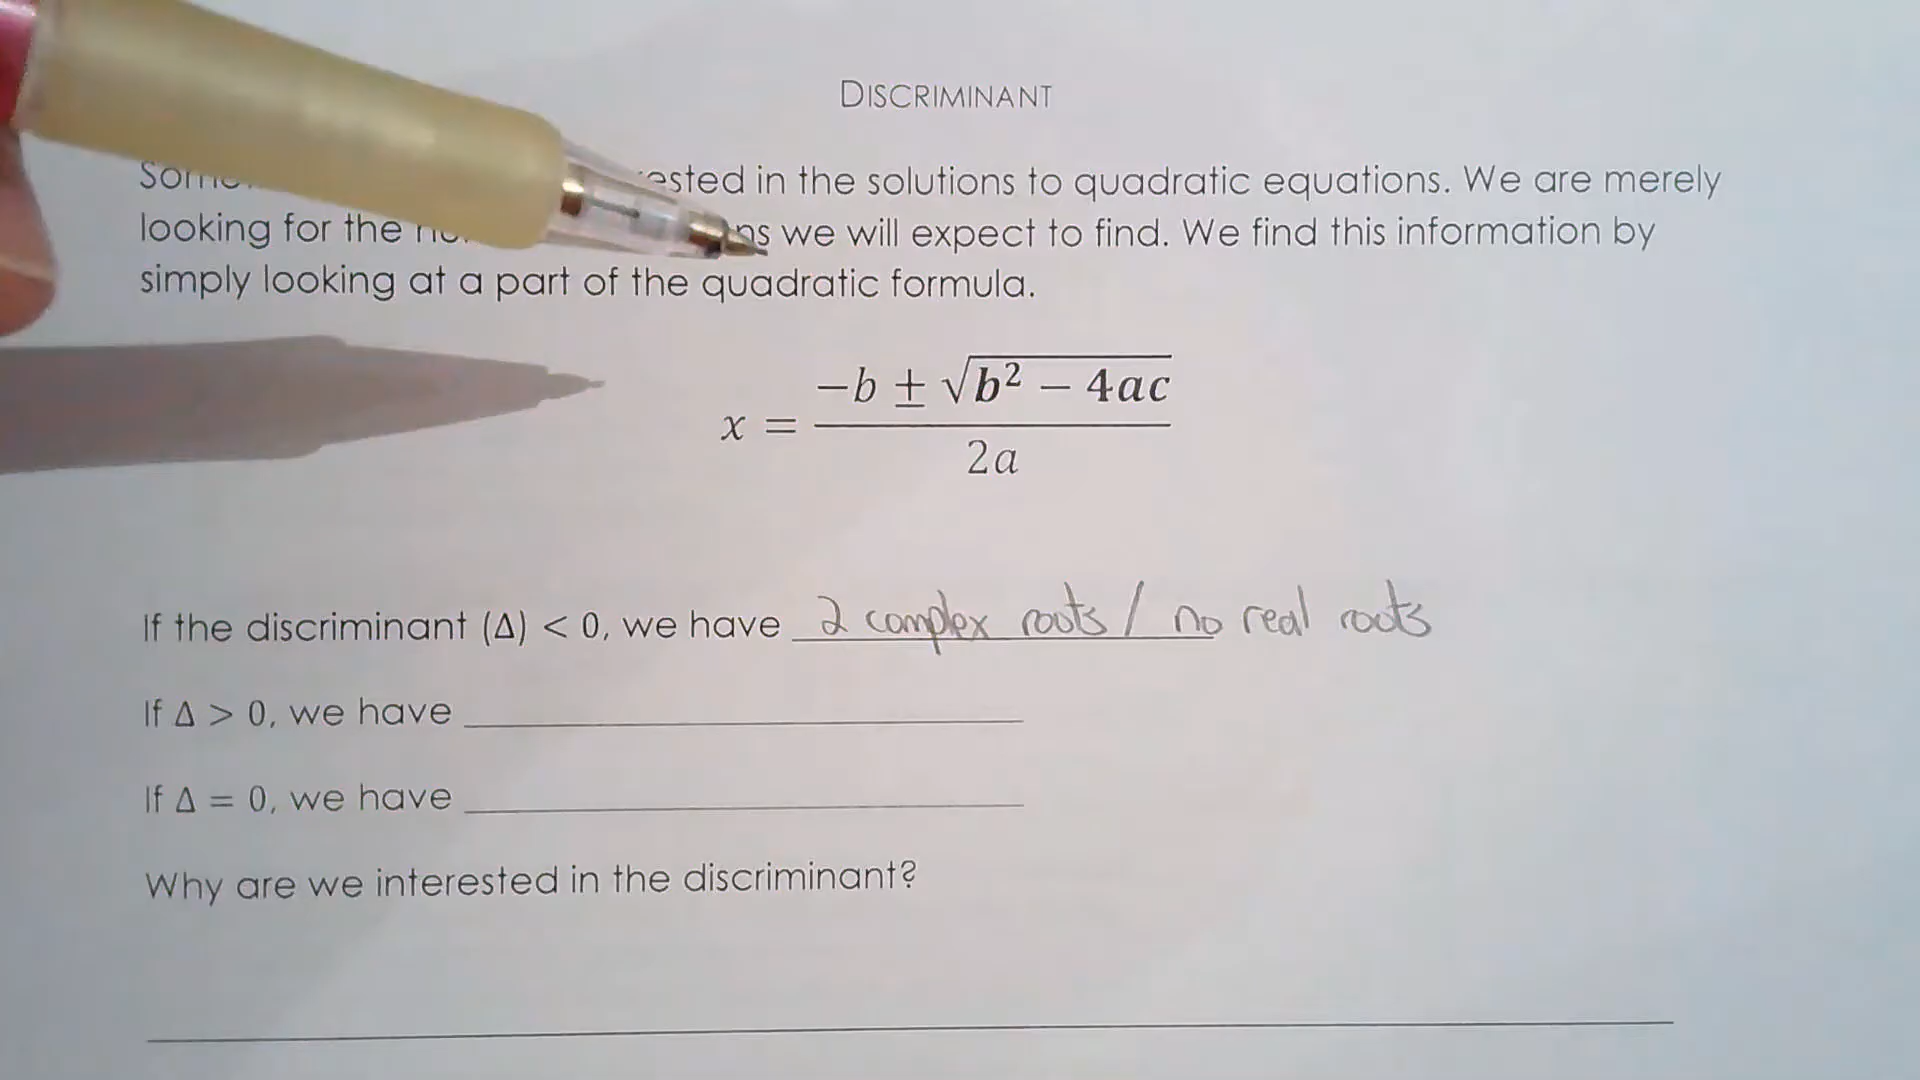 DISCRIMINANT
in the solutions to quadratic equations. We are merely
looking for the we will expect to find. We find this information by
simply looking at a part of the quadratic formula.
x = \frac{-b ± \sqrt{b² − 4ac}}{2a}
If the discriminant (Δ) < 0, we have 2 complex roots / no real roots
If Δ > 0, we have
If Δ = 0, we have
Why are we interested in the discriminant?